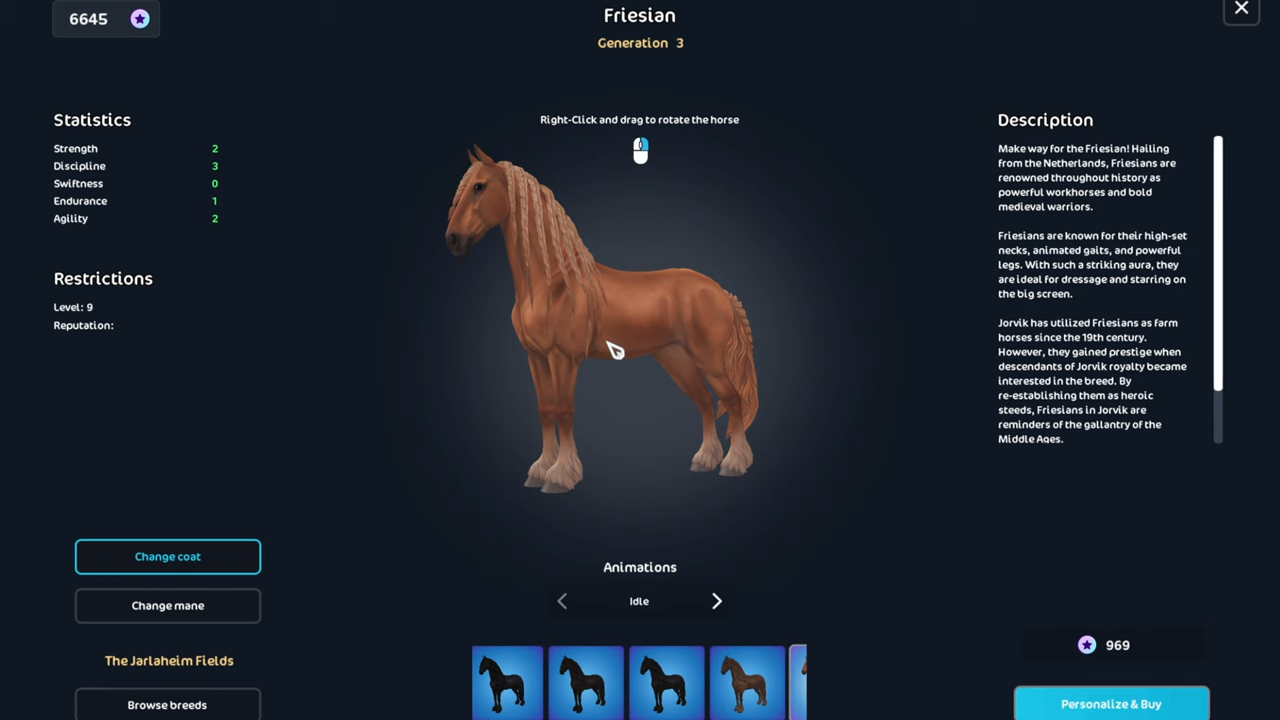 6645
Friesian
Generation 3
Statistics
Strength 2
Discipline 3
Swiftness 0
Endurance 1
Agility 2
Restrictions
Level: 9
Reputation:
Right-Click and drag to rotate the horse
Description
Make way for the Friesian! Hailing
from the Netherlands, Friesians are
renowned throughout history as
powerful workhorses and bold
medieval warriors.
Friesians are known for their high-set
necks, animated gaits, and powerful
legs. With such a striking aura, they
are ideal for dressage and starring on
the big screen.
Jorvik has utilized Friesians as farm
horses since the 19th century.
However, they gained prestige when
descendants of Jorvik royalty became
interested in the breed. By
re-establishing them as heroic
steeds, Friesians in Jorvik are
reminders of the gallantry of the
Middle Ages.
Change coat
Change mane
The Jarlaheim Fields
Browse breeds
Animations
Idle
969
Personalize & Buy